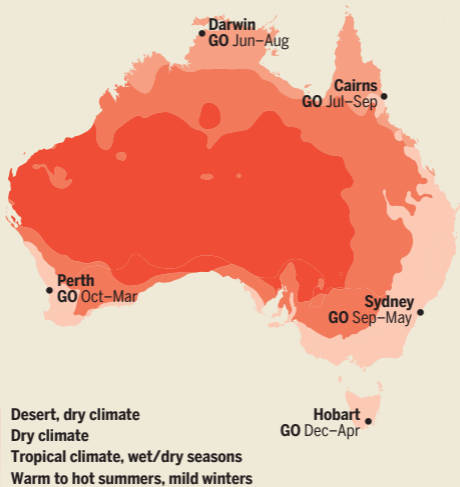 Darwin
GO Jun–Aug
Cairns
GO Jul–Sep
Perth
GO Oct–Mar
Sydney
GO Sep–May
Hobart
GO Dec–Apr
Desert, dry climate
Dry climate
Tropical climate, wet/dry seasons
Warm to hot summers, mild winters